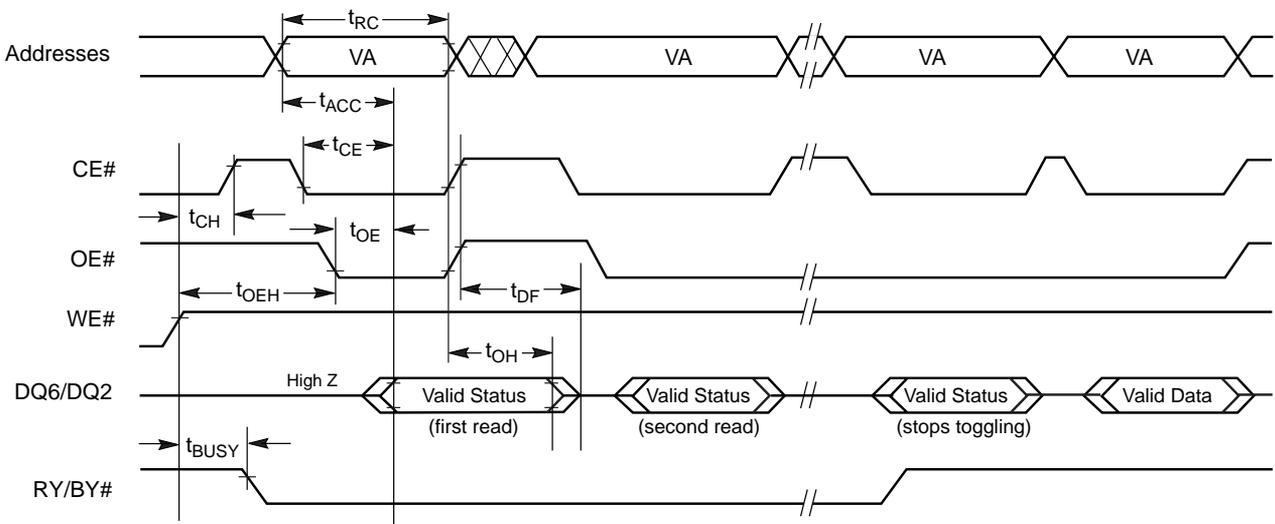 tRC
Addresses VA VA VA VA
tACC
tCE
CE#
tCH tOE
OE#
tOEH tDF
WE#
tOH
High Z
DQ6/DQ2 Valid Status Valid Status Valid Status Valid Data
(first read) (second read) (stops toggling)
tBUSY
RY/BY#